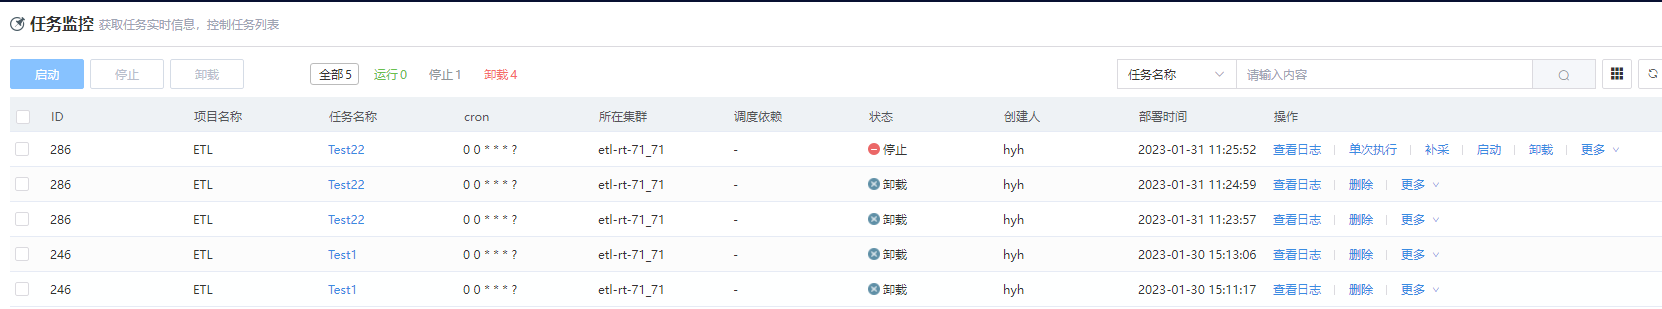 任务监控 获取任务实时信息，控制任务列表
启动 停止 卸载 全部 5 运行 0 停止 1 卸载 4 任务名称 请输入内容
ID 项目名称 任务名称 cron 所在集群 调度依赖 状态 创建人 部署时间 操作
286 ETL Test22 0 0 * * * ? etl-rt-71_71 - 停止 hyh 2023-01-31 11:25:52 查看日志 单次执行 补采 启动 卸载 更多
286 ETL Test22 0 0 * * * ? etl-rt-71_71 - 卸载 hyh 2023-01-31 11:24:59 查看日志 删除 更多
286 ETL Test22 0 0 * * * ? etl-rt-71_71 - 卸载 hyh 2023-01-31 11:23:57 查看日志 删除 更多
246 ETL Test1 0 0 * * * ? etl-rt-71_71 - 卸载 hyh 2023-01-30 15:13:06 查看日志 删除 更多
246 ETL Test1 0 0 * * * ? etl-rt-71_71 - 卸载 hyh 2023-01-30 15:11:17 查看日志 删除 更多